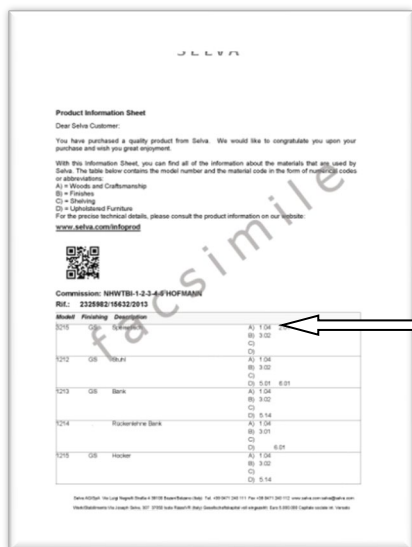 SELVA
Product Information Sheet
Dear Selva Customer:
You have purchased a quality product from Selva. We would like to congratulate you upon your
purchase and wish you great enjoyment.
With this Information Sheet, you can find all of the information about the materials that are used by
Selva. The table below contains the model number and the material code in the form of numerical codes
or abbreviations:
A) = Woods and Craftmanship
B) = Finishes
C) = Shelving
D) = Upholstered Furniture
For the precise technical details, please consult the product information on our website:
www.selva.com/infoprod
facsimile
Commission: NHWTBI-1-2-3-4-6 HOFMANN
Rif.: 2325982/15632/2013
Modell Finishing Description
3215 GS A) 1.04
B) 3.02
C)
D)
1212 GS Stuhl A) 1.04
B) 3.02
C)
D) 5.01 6.01
1213 GS Bank A) 1.04
B) 3.02
C)
D) 5.14
1214 Rückenlehne Bank A) 1.04
B) 3.01
C)
D) 6.01
1215 GS Hocker A) 1.04
B) 3.02
C)
D) 5.14